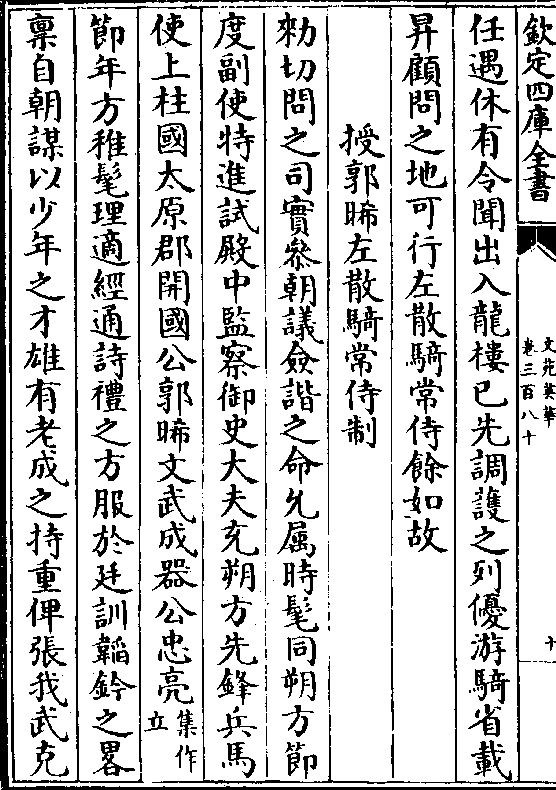 欽定四庫全書
文苑英華
卷三百八十
十
任遇休有令聞出入龍樓已先調護之列優游騎省載
昇顧問之地可行左散騎常侍餘如故
授郭晞左散騎常侍制
勑切問之司實參朝議僉諧之命允属時髦同朔方節
度副使特進試殿中監察御史大夫充朔方先鋒兵馬
使上柱國太原郡開國公郭晞文武成器公忠亮集作立
節年方稚髦理適經通詩禮之方服於廷訓韜鈐之畧
稟自朝謀以少年之才雄有老成之持重俾張我武克